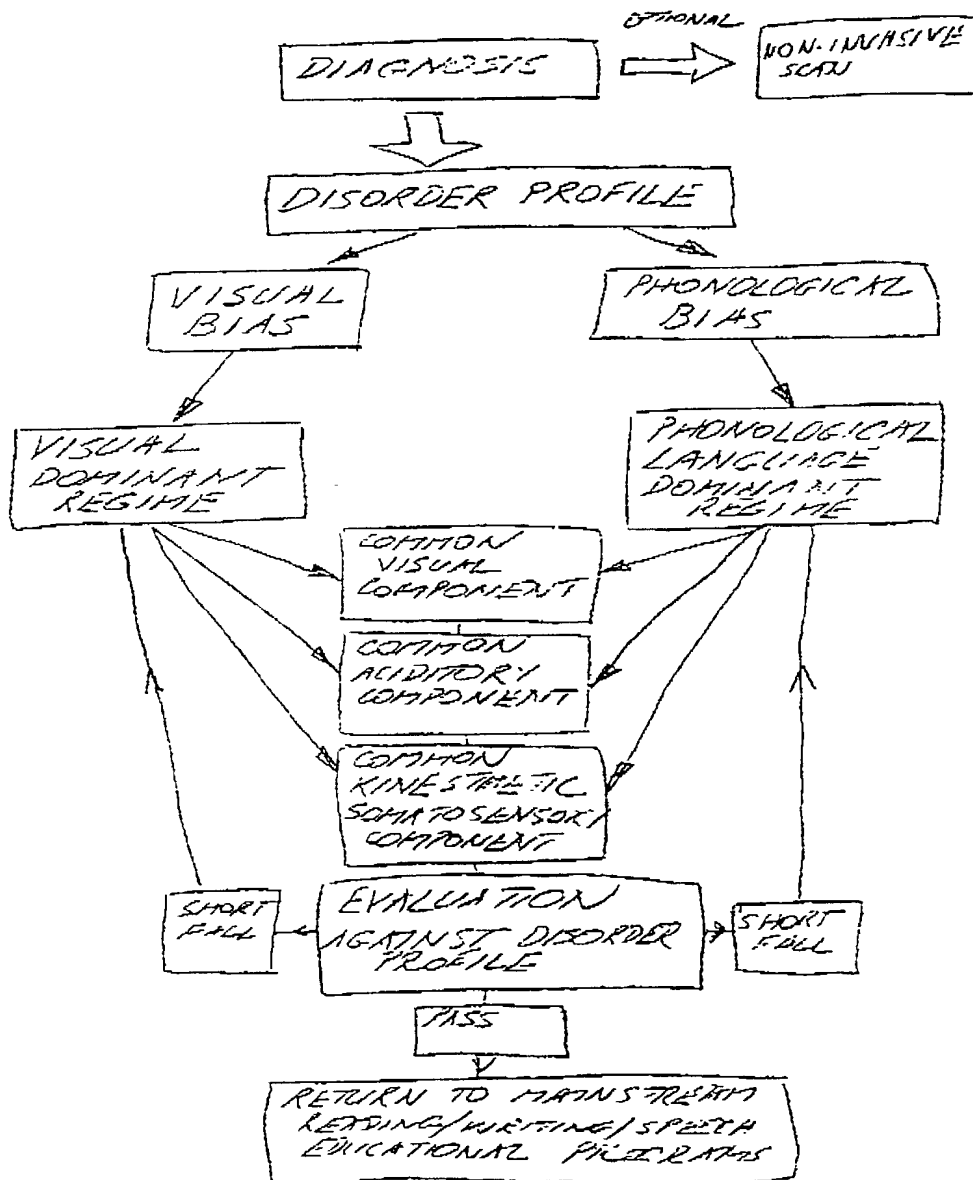 OPTIONAL
DIAGNOSIS
NON-INVASIVE
SCAN
DISORDER PROFILE
VISUAL
BIAS
PHONOLOGICAL
BIAS
VISUAL
DOMINANT
REGIME
PHONOLOGICAL
LANGUAGE
DOMINANT
REGIME
COMMON
VISUAL
COMPONENT
COMMON
AUDITORY
COMPONENT
COMMON
KINESTHETIC
SOMATOSENSORY
COMPONENT
SHORT
FALL
EVALUATION
AGAINST DISORDER
PROFILE
SHORT
FALL
PASS
RETURN TO MAINSTREAM
READING/WRITING/SPEECH
EDUCATIONAL PROGRAMS